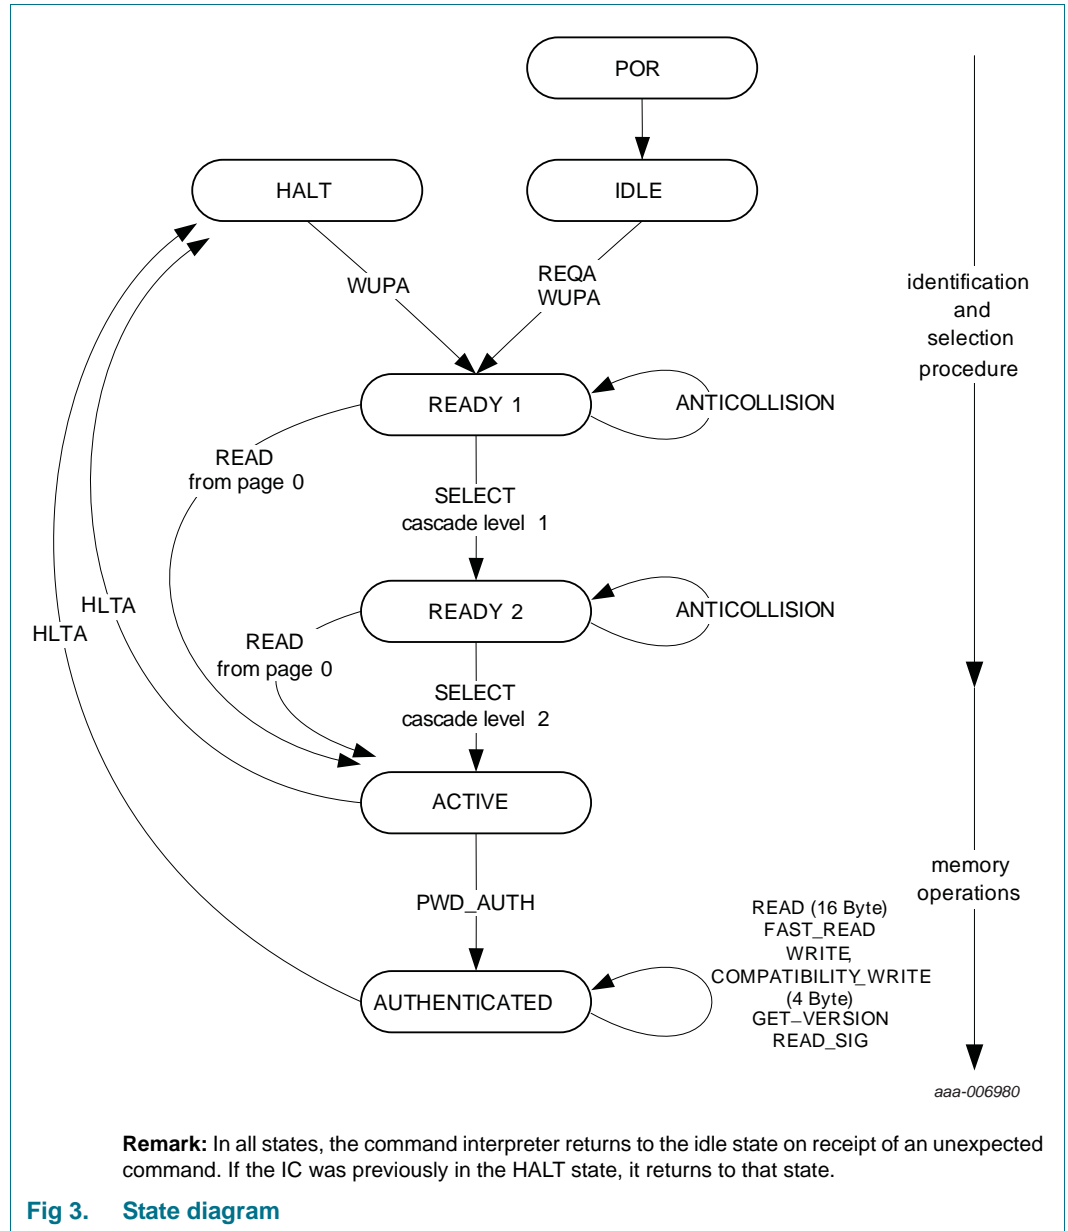 POR
HALT
IDLE
WUPA
REQA
WUPA
identification
and
selection
procedure
READY 1
ANTICOLLISION
READ
from page 0
SELECT
cascade level 1
READY 2
ANTICOLLISION
HLTA
HLTA
READ
from page 0
SELECT
cascade level 2
ACTIVE
memory
operations
PWD_AUTH
READ (16 Byte)
FAST_READ
WRITE,
COMPATIBILITY_WRITE
(4 Byte)
GET_VERSION
READ_SIG
AUTHENTICATED
aaa-006980
Remark: In all states, the command interpreter returns to the idle state on receipt of an unexpected
command. If the IC was previously in the HALT state, it returns to that state.
Fig 3. State diagram